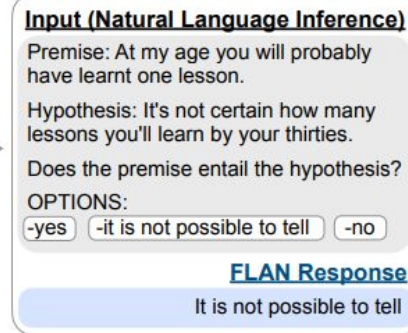 Input (Natural Language Inference)
Premise: At my age you will probably
have learnt one lesson.
Hypothesis: It's not certain how many
lessons you'll learn by your thirties.
Does the premise entail the hypothesis?
OPTIONS:
-yes -it is not possible to tell -no
FLAN Response
It is not possible to tell